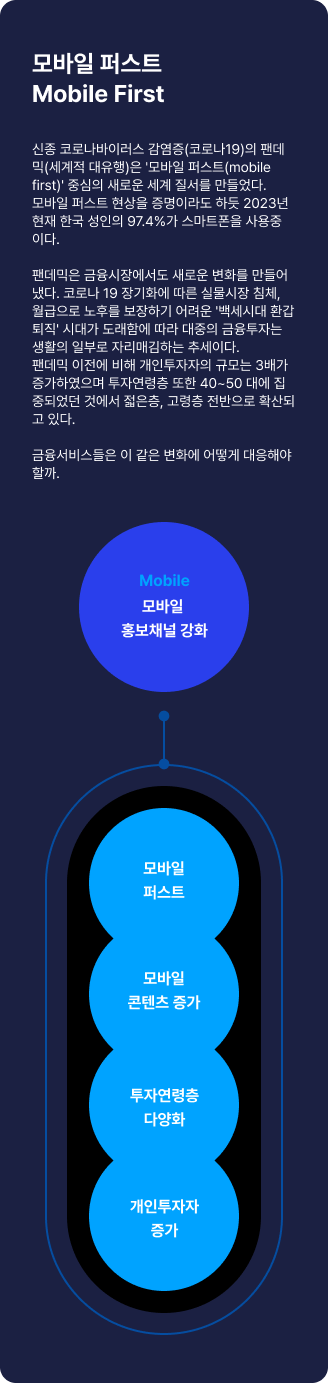 모바일 퍼스트
Mobile First
신종 코로나바이러스 감염증(코로나19)의 팬데
믹(세계적 대유행)은 '모바일 퍼스트(mobile
first)' 중심의 새로운 세계 질서를 만들었다.
모바일 퍼스트 현상을 증명이라도 하듯 2023년
현재 한국 성인의 97.4%가 스마트폰을 사용중
이다.
팬데믹은 금융시장에서도 새로운 변화를 만들어
냈다. 코로나 19 장기화에 따른 실물시장 침체,
월급으로 노후를 보장하기 어려운 '백세시대 환갑
퇴직' 시대가 도래함에 따라 대중의 금융투자는
생활의 일부로 자리매김하는 추세이다.
팬데믹 이전에 비해 개인투자자의 규모는 3배가
증가하였으며 투자연령층 또한 40~50 대에 집
중되었던 것에서 젊은층, 고령층 전반으로 확산되
고 있다.
금융서비스들은 이 같은 변화에 어떻게 대응해야
할까.
Mobile
모바일
홍보채널 강화
모바일
퍼스트
모바일
콘텐츠 증가
투자연령층
다양화
개인투자자
증가